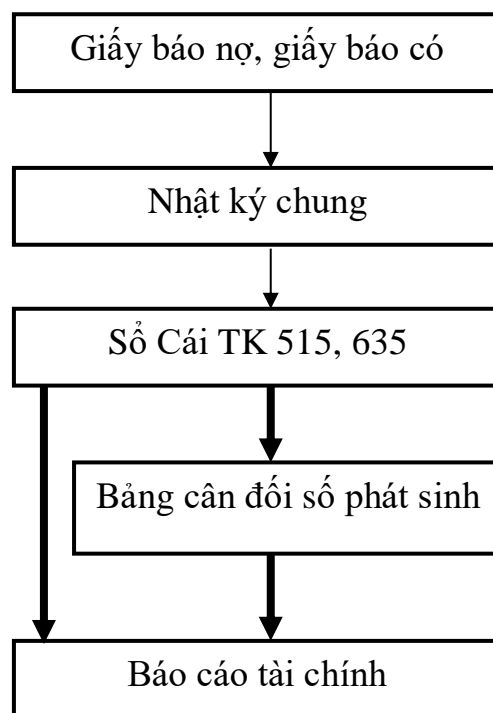 Giấy báo nợ, giấy báo có
Nhật ký chung
Sổ Cái TK 515, 635
Bảng cân đối số phát sinh
Báo cáo tài chính